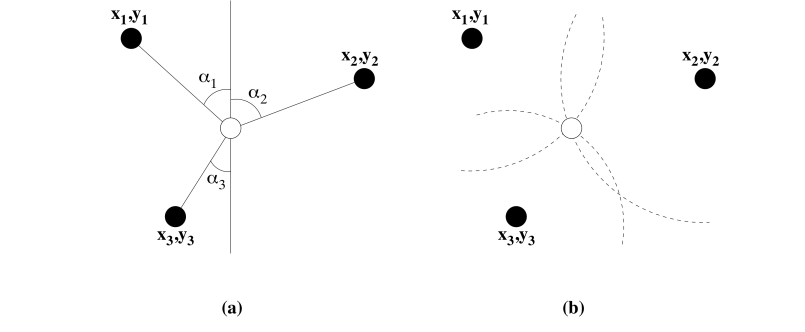 x₁,y₁
x₂,y₂
α₁
α₂
α₃
x₃,y₃
(a)
x₁,y₁
x₂,y₂
x₃,y₃
(b)